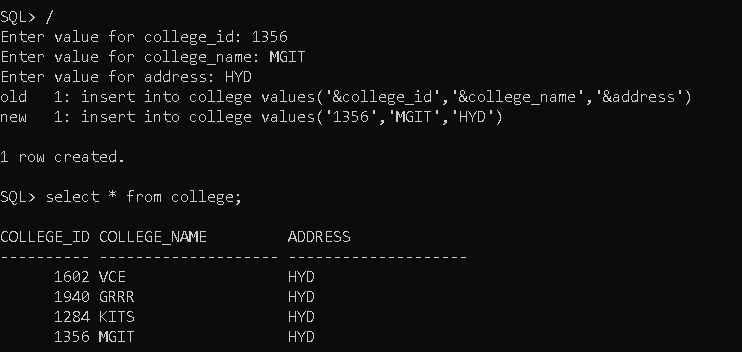 SQL> /
Enter value for college_id: 1356
Enter value for college_name: MGIT
Enter value for address: HYD
old   1: insert into college values('&college_id','&college_name','&address')
new   1: insert into college values('1356','MGIT','HYD')
1 row created.
SQL> select * from college;
COLLEGE_ID COLLEGE_NAME         ADDRESS
---------- -------------------- --------------------
      1602 VCE                  HYD
      1940 GRRR                 HYD
      1284 KITS                 HYD
      1356 MGIT                 HYD